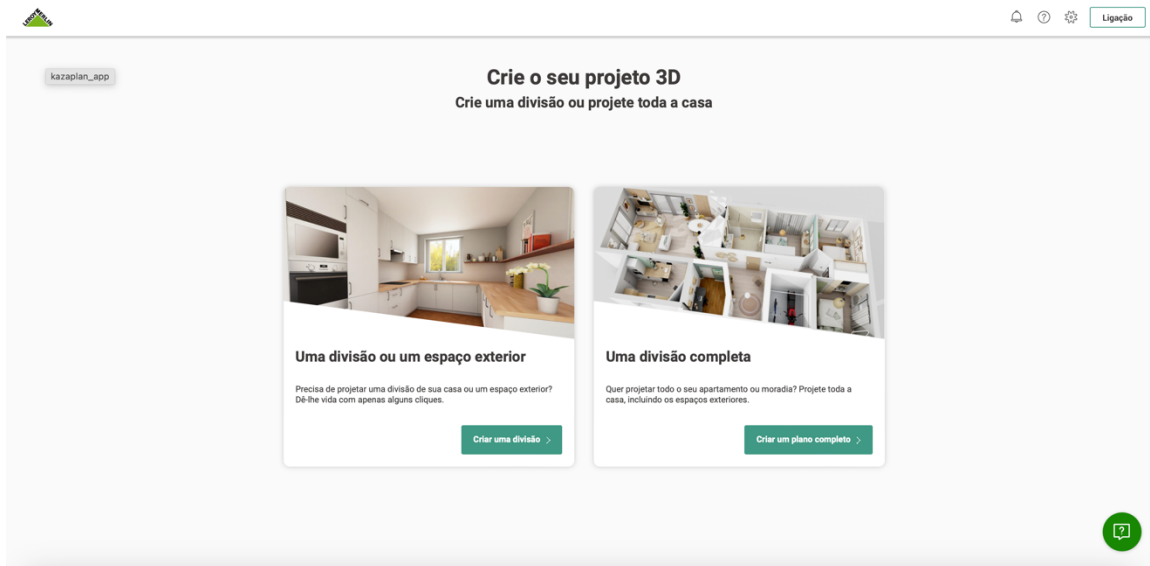 LEROY MERLIN
Ligação
kazaplan_app
Crie o seu projeto 3D
Crie uma divisão ou projete toda a casa
Uma divisão ou um espaço exterior
Precisa de projetar uma divisão de sua casa ou um espaço exterior?
Dê-lhe vida com apenas alguns cliques.
Criar uma divisão
Uma divisão completa
Quer projetar todo o seu apartamento ou moradia? Projete toda a
casa, incluindo os espaços exteriores.
Criar um plano completo